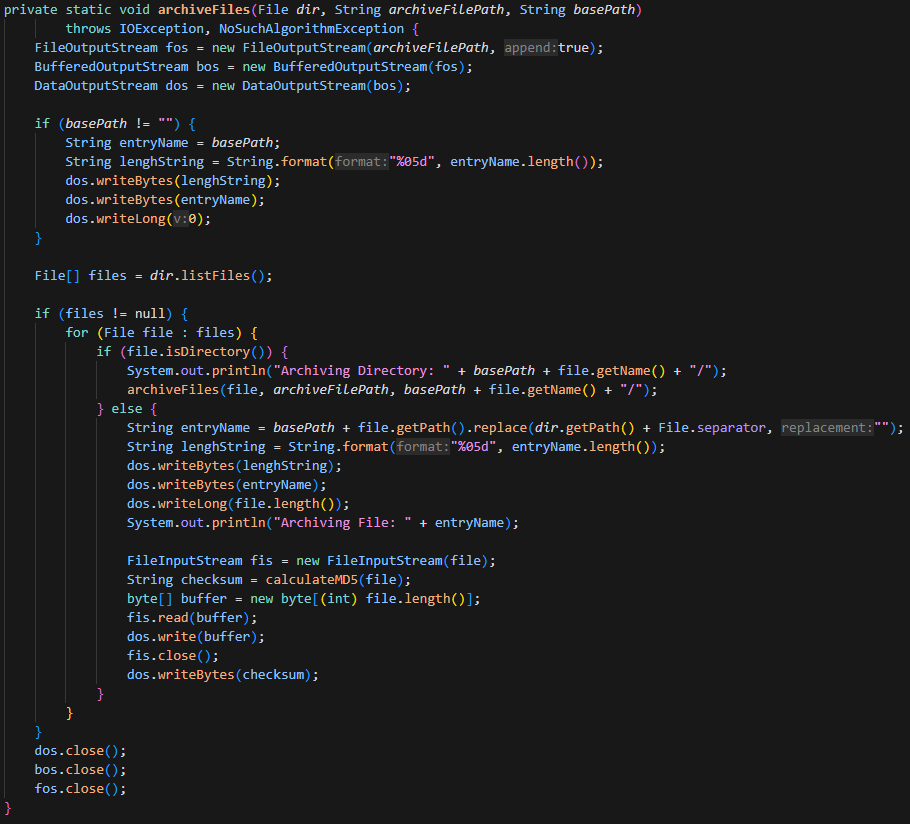 private static void archiveFiles(File dir, String archiveFilePath, String basePath)
        throws IOException, NoSuchAlgorithmException {
    FileOutputStream fos = new FileOutputStream(archiveFilePath, append:true);
    BufferedOutputStream bos = new BufferedOutputStream(fos);
    DataOutputStream dos = new DataOutputStream(bos);

    if (basePath != "") {
        String entryName = basePath;
        String lenghString = String.format(format:"%05d", entryName.length());
        dos.writeBytes(lenghString);
        dos.writeBytes(entryName);
        dos.writeLong(v:0);
    }

    File[] files = dir.listFiles();

    if (files != null) {
        for (File file : files) {
            if (file.isDirectory()) {
                System.out.println("Archiving Directory: " + basePath + file.getName() + "/");
                archiveFiles(file, archiveFilePath, basePath + file.getName() + "/");
            } else {
                String entryName = basePath + file.getPath().replace(dir.getPath() + File.separator, replacement:"");
                String lenghString = String.format(format:"%05d", entryName.length());
                dos.writeBytes(lenghString);
                dos.writeBytes(entryName);
                dos.writeLong(file.length());
                System.out.println("Archiving File: " + entryName);

                FileInputStream fis = new FileInputStream(file);
                String checksum = calculateMD5(file);
                byte[] buffer = new byte[(int) file.length()];
                fis.read(buffer);
                dos.write(buffer);
                fis.close();
                dos.writeBytes(checksum);
            }
        }
    }
    dos.close();
    bos.close();
    fos.close();
}